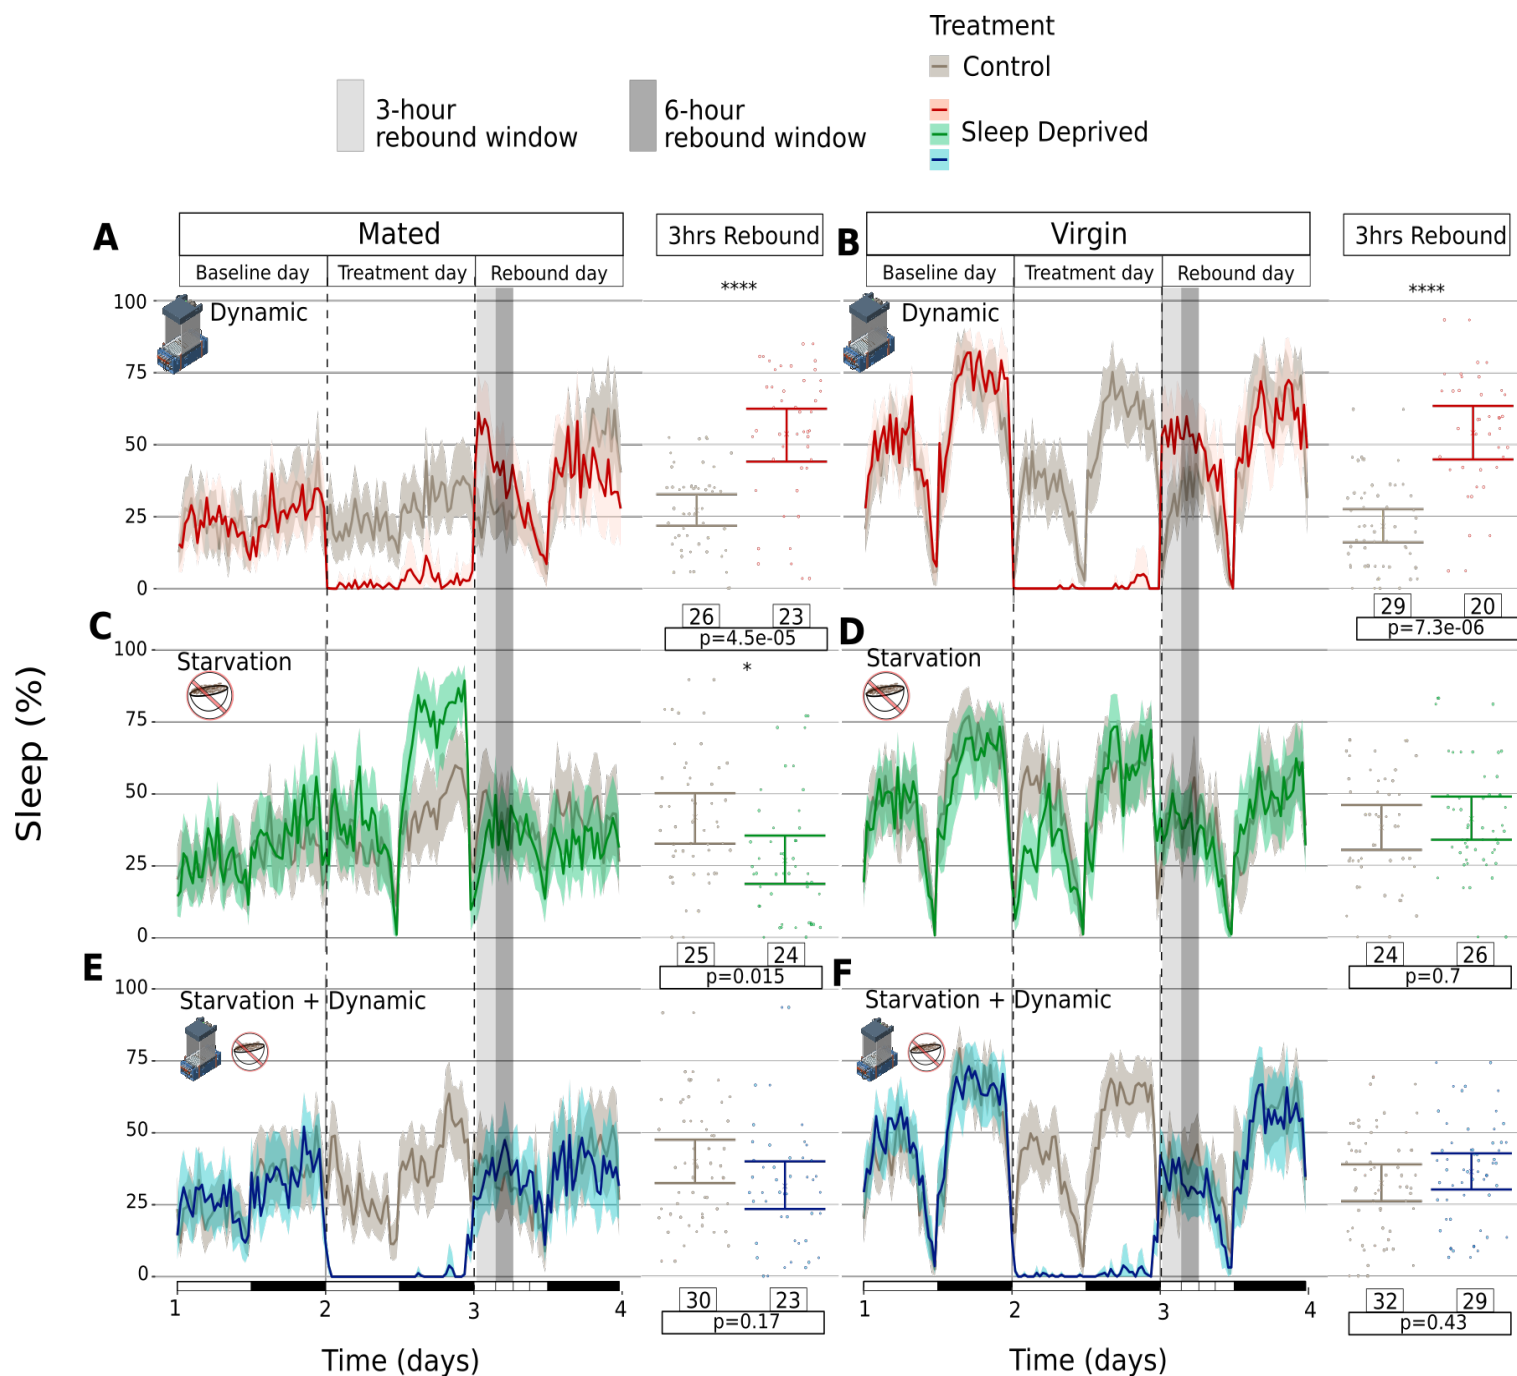 Treatment
Control
3-hour
rebound window
6-hour
rebound window
Sleep Deprived
A
Mated
3hrs Rebound
B
Virgin
3hrs Rebound
Baseline day
Treatment day
Rebound day
Baseline day
Treatment day
Rebound day
****
****
Dynamic
Dynamic
100
75
50
25
0
26
23
p=4.5e-05
29
20
p=7.3e-06
C
D
Starvation
Starvation
*
100
75
50
25
0
Sleep (%)
25
24
p=0.015
24
26
p=0.7
E
F
Starvation + Dynamic
Starvation + Dynamic
100
75
50
25
0
30
23
p=0.17
32
29
p=0.43
1
2
3
4
1
2
3
4
Time (days)
Time (days)